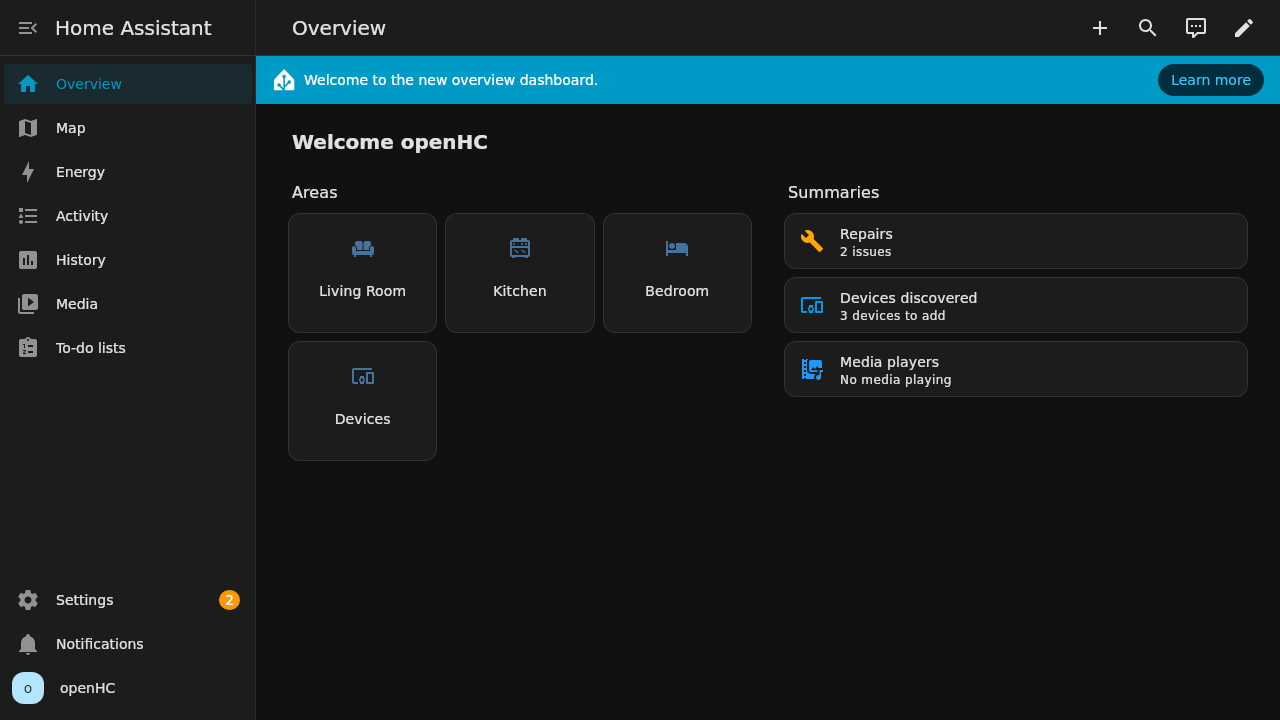 Home Assistant
Overview
Map
Energy
Activity
History
Media
To-do lists
Settings
2
Notifications
o
openHC
Overview
Welcome to the new overview dashboard.
Learn more
Welcome openHC
Areas
Living Room
Kitchen
Bedroom
Devices
Summaries
Repairs
2 issues
Devices discovered
3 devices to add
Media players
No media playing